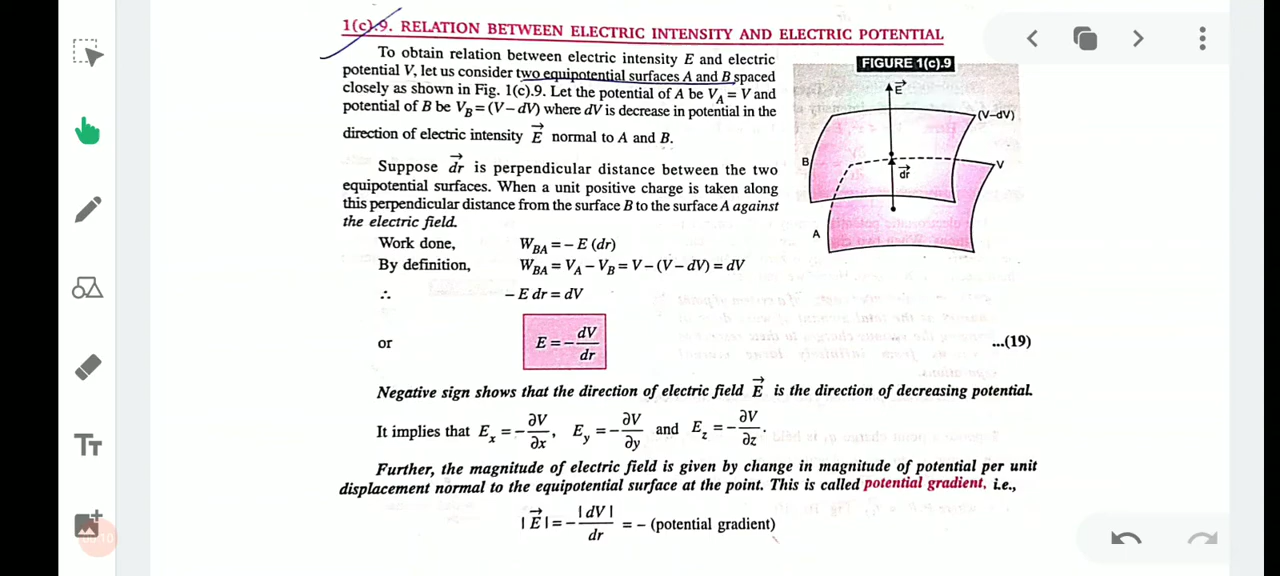 1(c).9. RELATION BETWEEN ELECTRIC INTENSITY AND ELECTRIC POTENTIAL
To obtain relation between electric intensity E and electric
potential V, let us consider two equipotential surfaces A and B spaced
closely as shown in Fig. 1(c).9. Let the potential of A be V_A = V and
potential of B be V_B = (V – dV) where dV is decrease in potential in the
direction of electric intensity E⃗ normal to A and B.
Suppose dr⃗ is perpendicular distance between the two
equipotential surfaces. When a unit positive charge is taken along
this perpendicular distance from the surface B to the surface A against
the electric field.
Work done, W_BA = – E (dr)
By definition, W_BA = V_A – V_B = V – (V – dV) = dV
∴ – E dr = dV
or E = – dV/dr ...(19)
FIGURE 1(c).9
E⃗
(V–dV)
B
V
dr⃗
A
Negative sign shows that the direction of electric field E⃗ is the direction of decreasing potential.
It implies that E_x = – ∂V/∂x, E_y = – ∂V/∂y and E_z = – ∂V/∂z.
Further, the magnitude of electric field is given by change in magnitude of potential per unit
displacement normal to the equipotential surface at the point. This is called potential gradient, i.e.,
| E⃗ | = – | dV | / dr = – (potential gradient)
TT